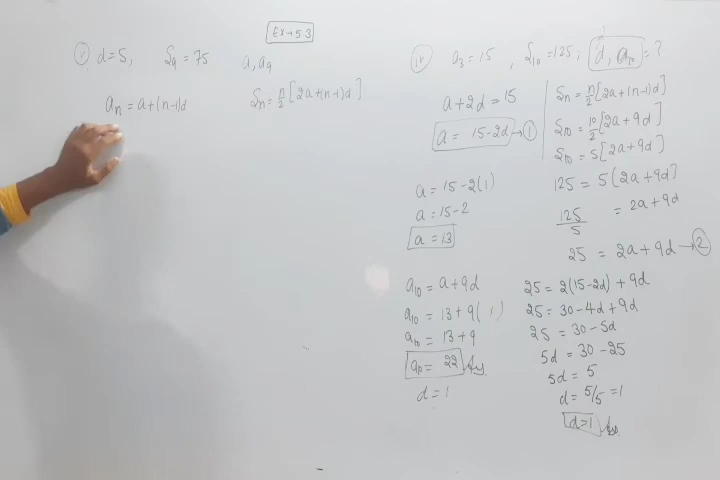 Ex→5.3
v) d=5, S₉=75 a, a₉
aₙ = a+(n-1)d
Sₙ = n/2 [2a+(n-1)d]
iv) a₃=15, S₁₀=125; d, a₁₀ = ?
a+2d = 15
a = 15-2d →①
a = 15-2(1)
a = 15-2
a = 13
a₁₀ = a+9d
a₁₀ = 13+9(1)
a₁₀ = 13+9
a₁₀ = 22 Ans.
d = 1
Sₙ = n/2 [2a+(n-1)d]
S₁₀ = 10/2 [2a+9d]
S₁₀ = 5[2a+9d]
125 = 5[2a+9d]
125/5 = 2a+9d
25 = 2a+9d →②
25 = 2(15-2d)+9d
25 = 30-4d+9d
25 = 30-5d
5d = 30-25
5d = 5
d = 5/5 = 1
d=1 Ans.